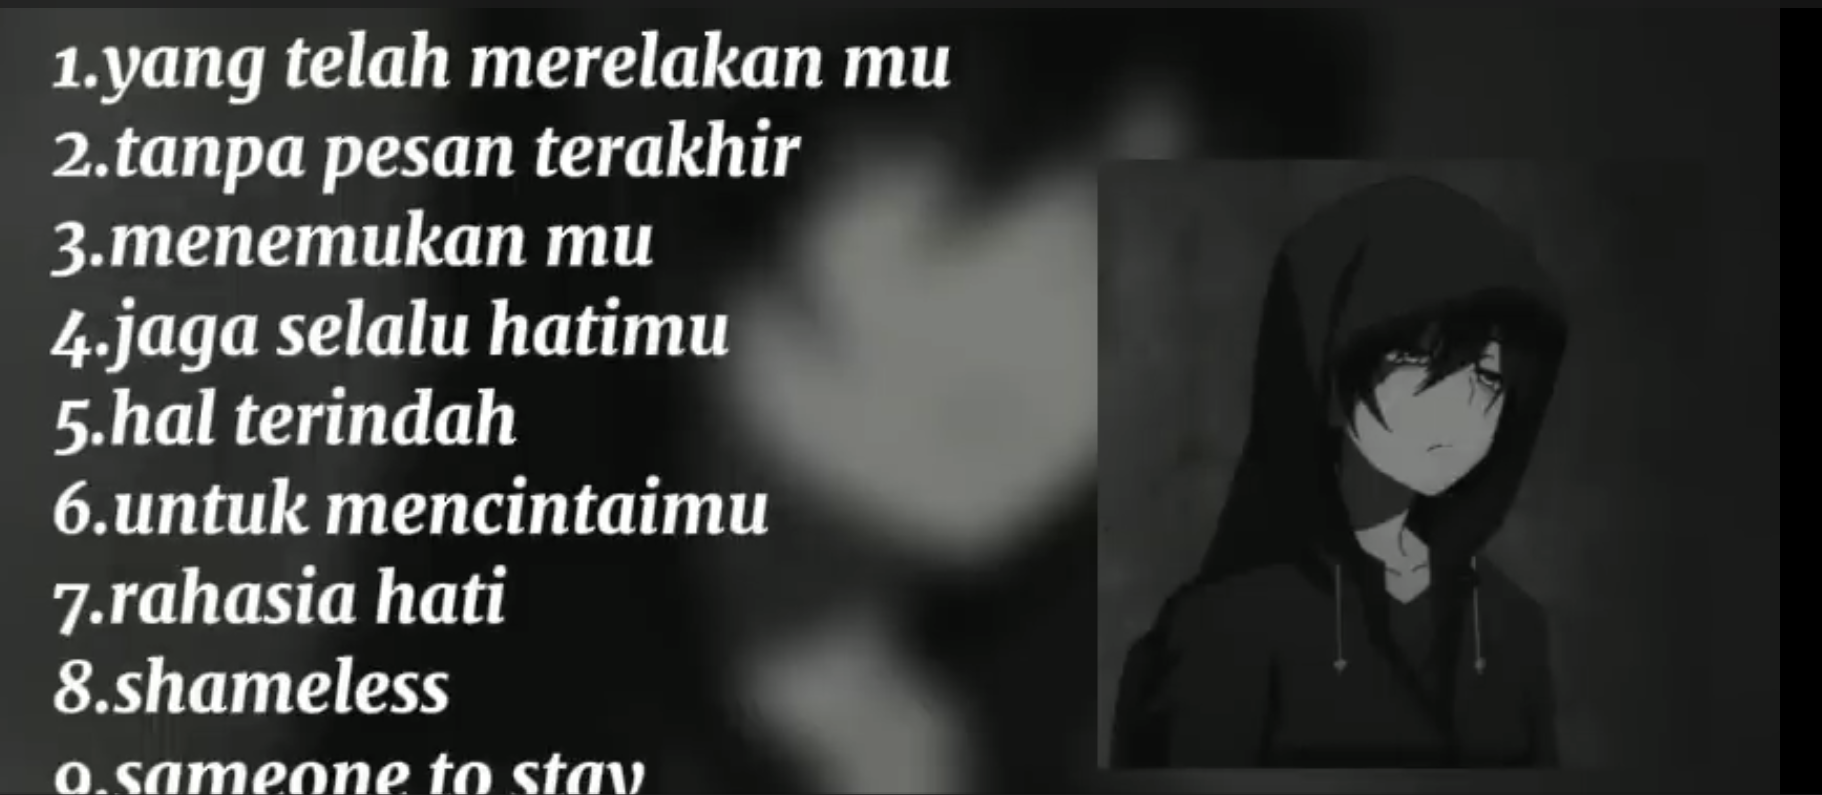 1.yang telah merelakan mu
2.tanpa pesan terakhir
3.menemukan mu
4.jaga selalu hatimu
5.hal terindah
6.untuk mencintaimu
7.rahasia hati
8.shameless
9.sameone to stay